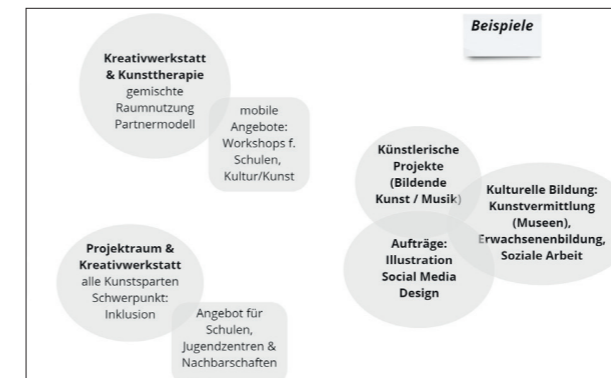 Beispiele
Kreativwerkstatt
& Kunsttherapie
gemischte
Raumnutzung
Partnermodell
mobile
Angebote:
Workshops f.
Schulen,
Kultur/Kunst
Projektraum &
Kreativwerkstatt
alle Kunstsparten
Schwerpunkt:
Inklusion
Angebot für
Schulen,
Jugendzentren &
Nachbarschaften
Künstlerische
Projekte
(Bildende
Kunst / Musik)
Kulturelle Bildung:
Kunstvermittlung
(Museen),
Erwachsenenbildung,
Soziale Arbeit
Aufträge:
Illustration
Social Media
Design